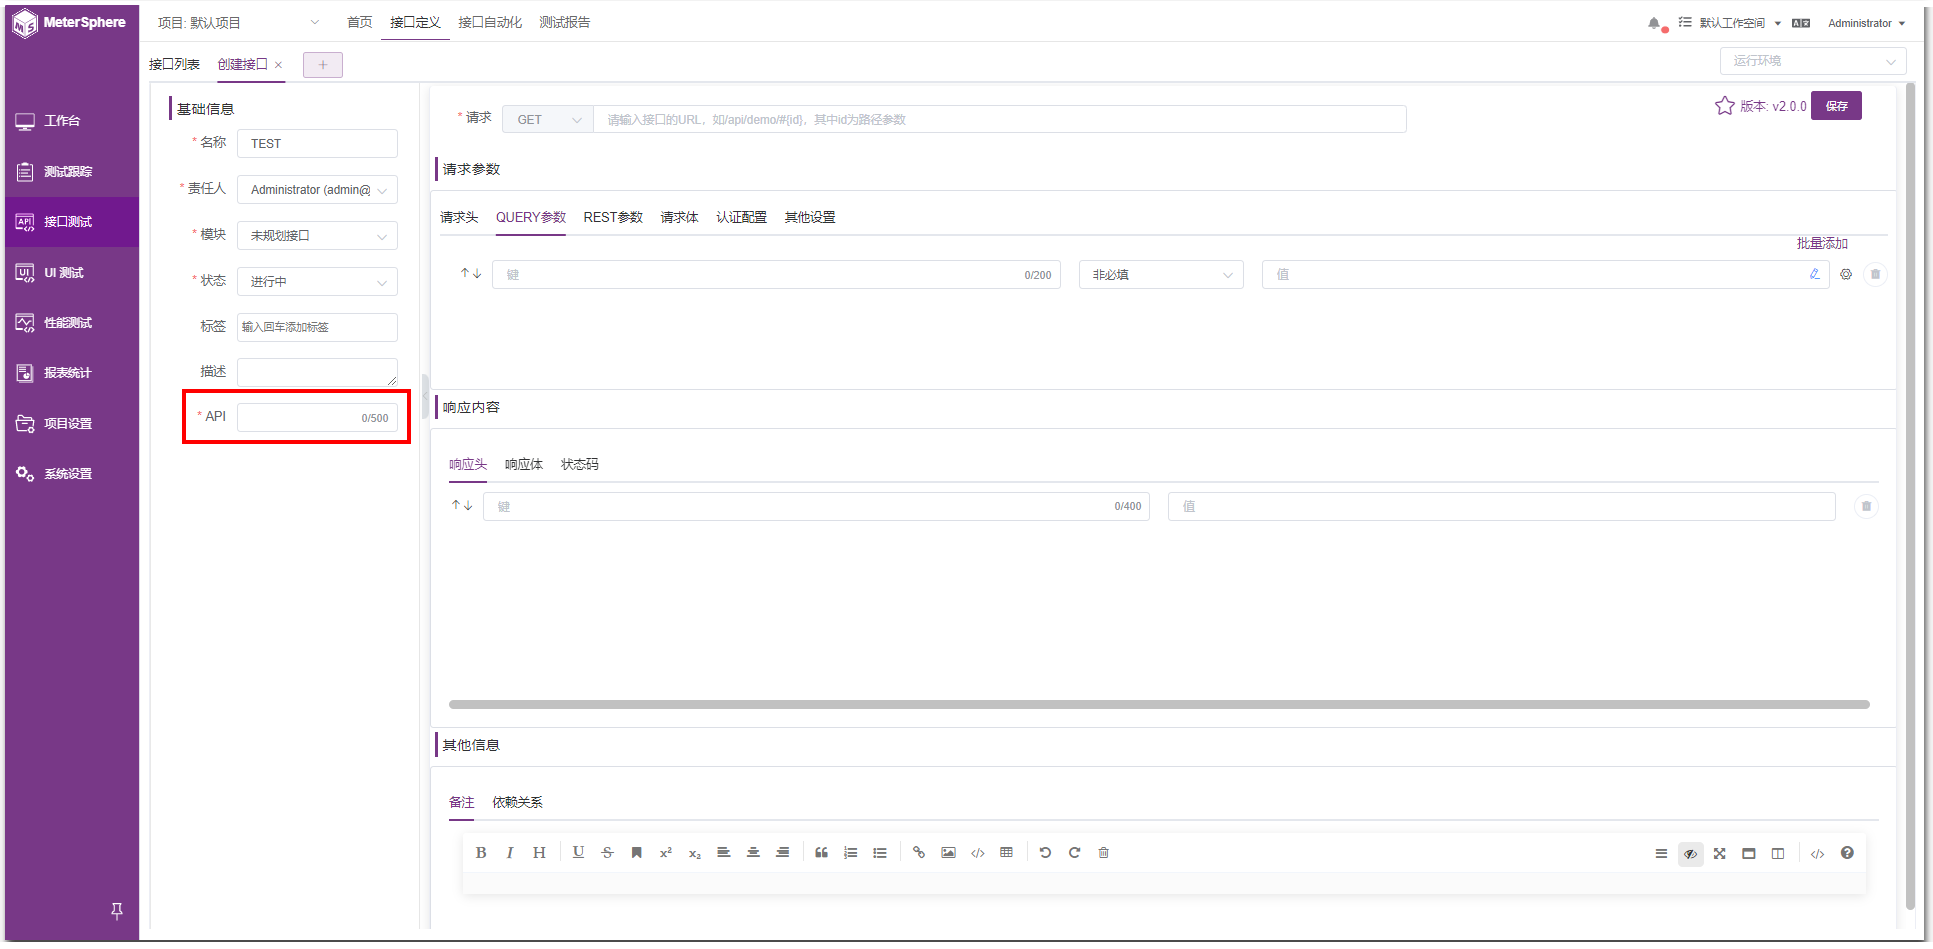 MeterSphere
项目: 默认项目
首页
接口定义
接口自动化
测试报告
默认工作空间
Administrator
接口列表
创建接口
运行环境
工作台
测试跟踪
接口测试
UI 测试
性能测试
报表统计
项目设置
系统设置
基础信息
* 名称 TEST
* 责任人 Administrator (admin@
* 模块 未规划接口
* 状态 进行中
标签 输入回车添加标签
描述
* API 0/500
* 请求 GET 请输入接口的URL，如/api/demo/#{id}，其中id为路径参数
版本: v2.0.0 保存
请求参数
请求头 QUERY参数 REST参数 请求体 认证配置 其他设置
批量添加
键 0/200 非必填 值
响应内容
响应头 响应体 状态码
键 0/400 值
其他信息
备注 依赖关系